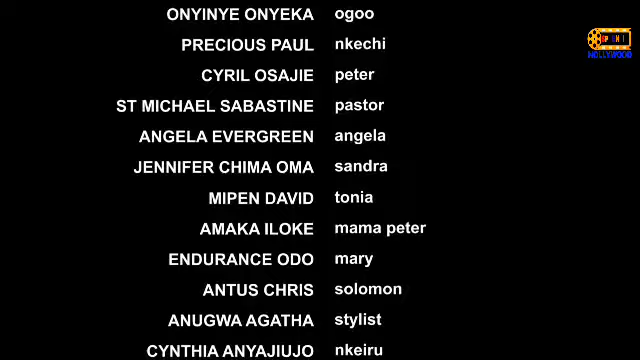 ONYINYE ONYEKA ogoo
PRECIOUS PAUL nkechi
CYRIL OSAJIE peter
ST MICHAEL SABASTINE pastor
ANGELA EVERGREEN angela
JENNIFER CHIMA OMA sandra
MIPEN DAVID tonia
AMAKA ILOKE mama peter
ENDURANCE ODO mary
ANTUS CHRIS solomon
ANUGWA AGATHA stylist
CYNTHIA ANYAJIUJO nkeiru
NOLLYWOOD